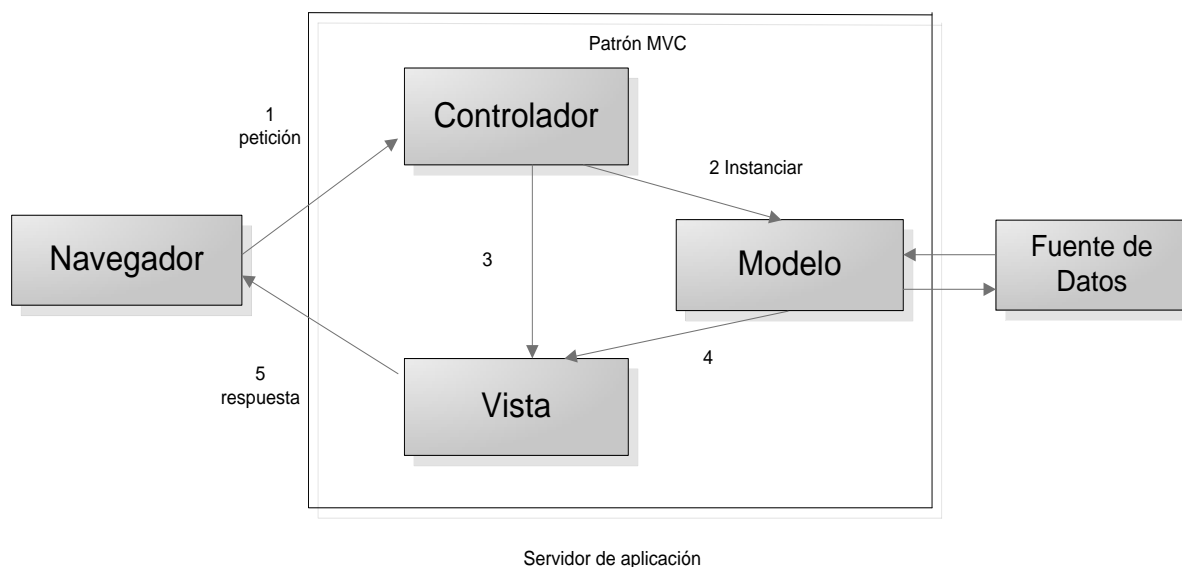 Patrón MVC
Controlador
1
petición
2 Instanciar
Navegador
3
Modelo
Fuente de
Datos
4
5
respuesta
Vista
Servidor de aplicación